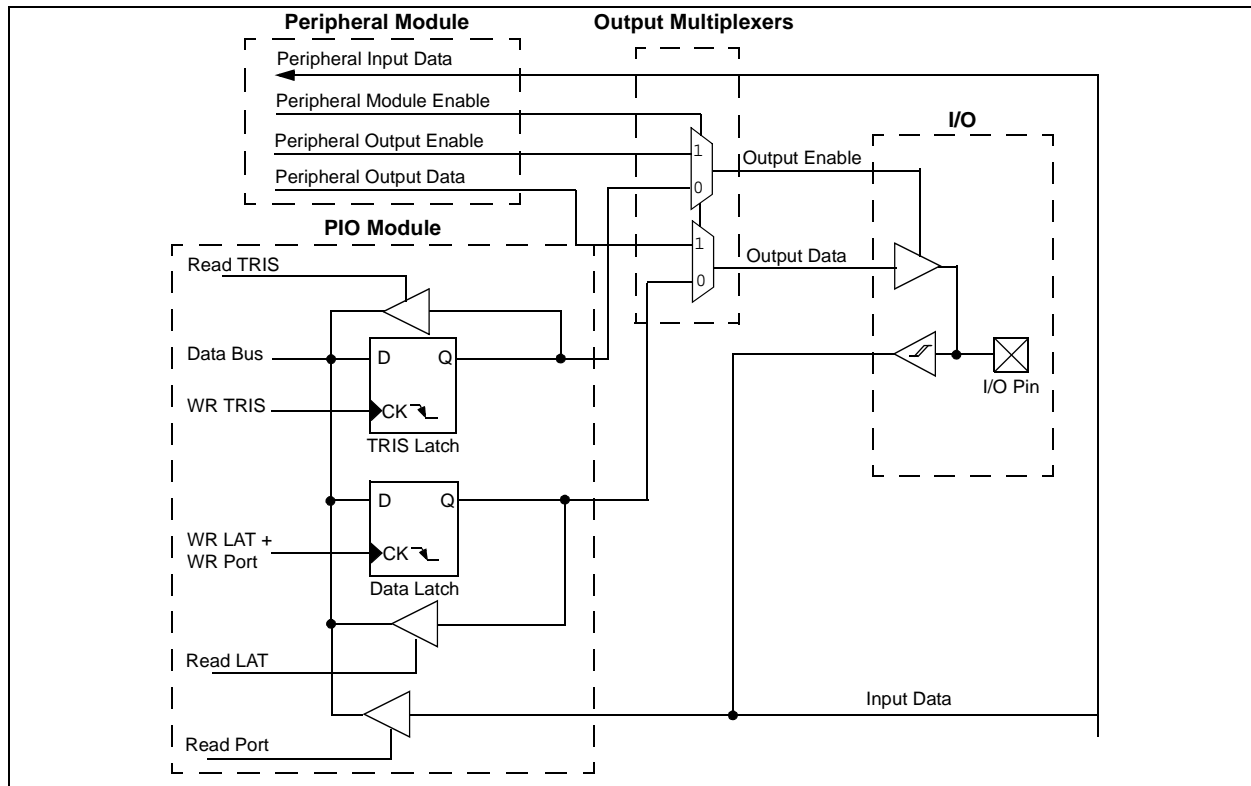 Peripheral Module
Output Multiplexers
Peripheral Input Data
Peripheral Module Enable
I/O
Peripheral Output Enable
1
Output Enable
Peripheral Output Data
0
PIO Module
1
Output Data
0
Read TRIS
Data Bus
D
Q
WR TRIS
CK
I/O Pin
TRIS Latch
D
Q
WR LAT +
WR Port
CK
Data Latch
Read LAT
Input Data
Read Port